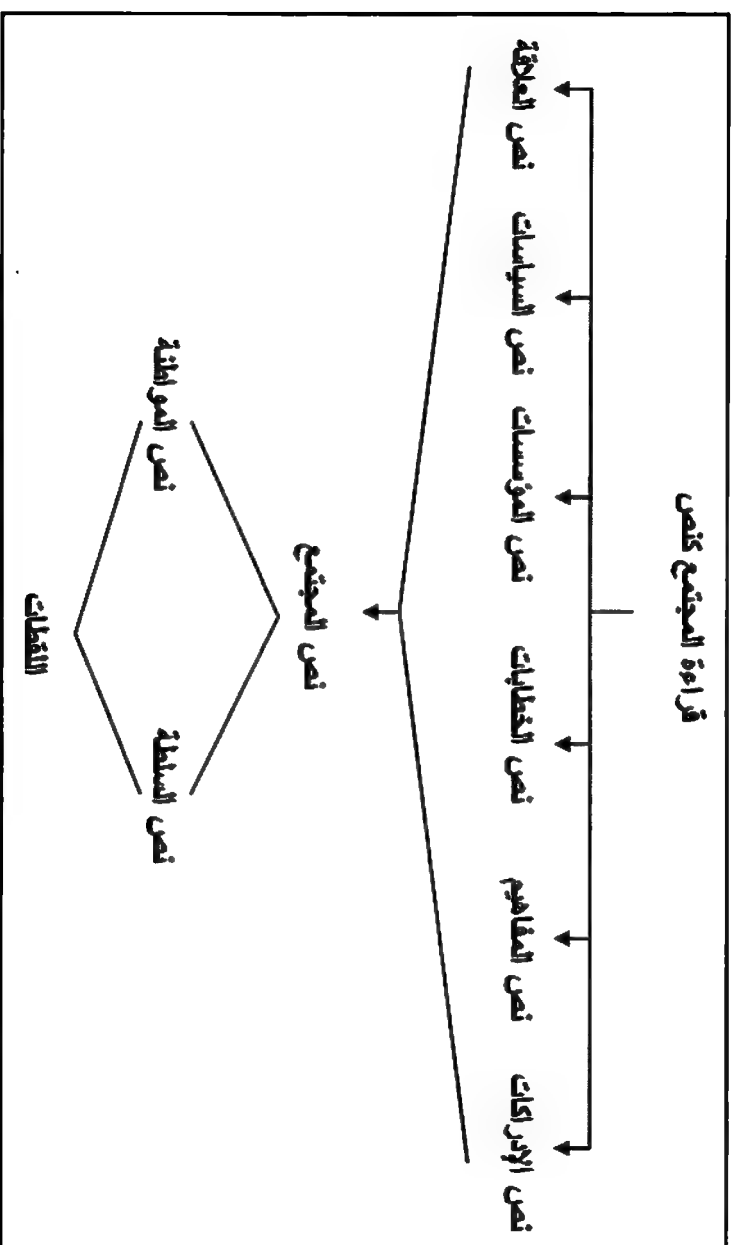 قراءة المجتمع كنص
نص الإدراكات
نص المفاهيم
نص الخطابات
نص المؤسسات
نص السياسات
نص العلاقة
نص المجتمع
نص السلطة
نص المواطنة
اللقطات